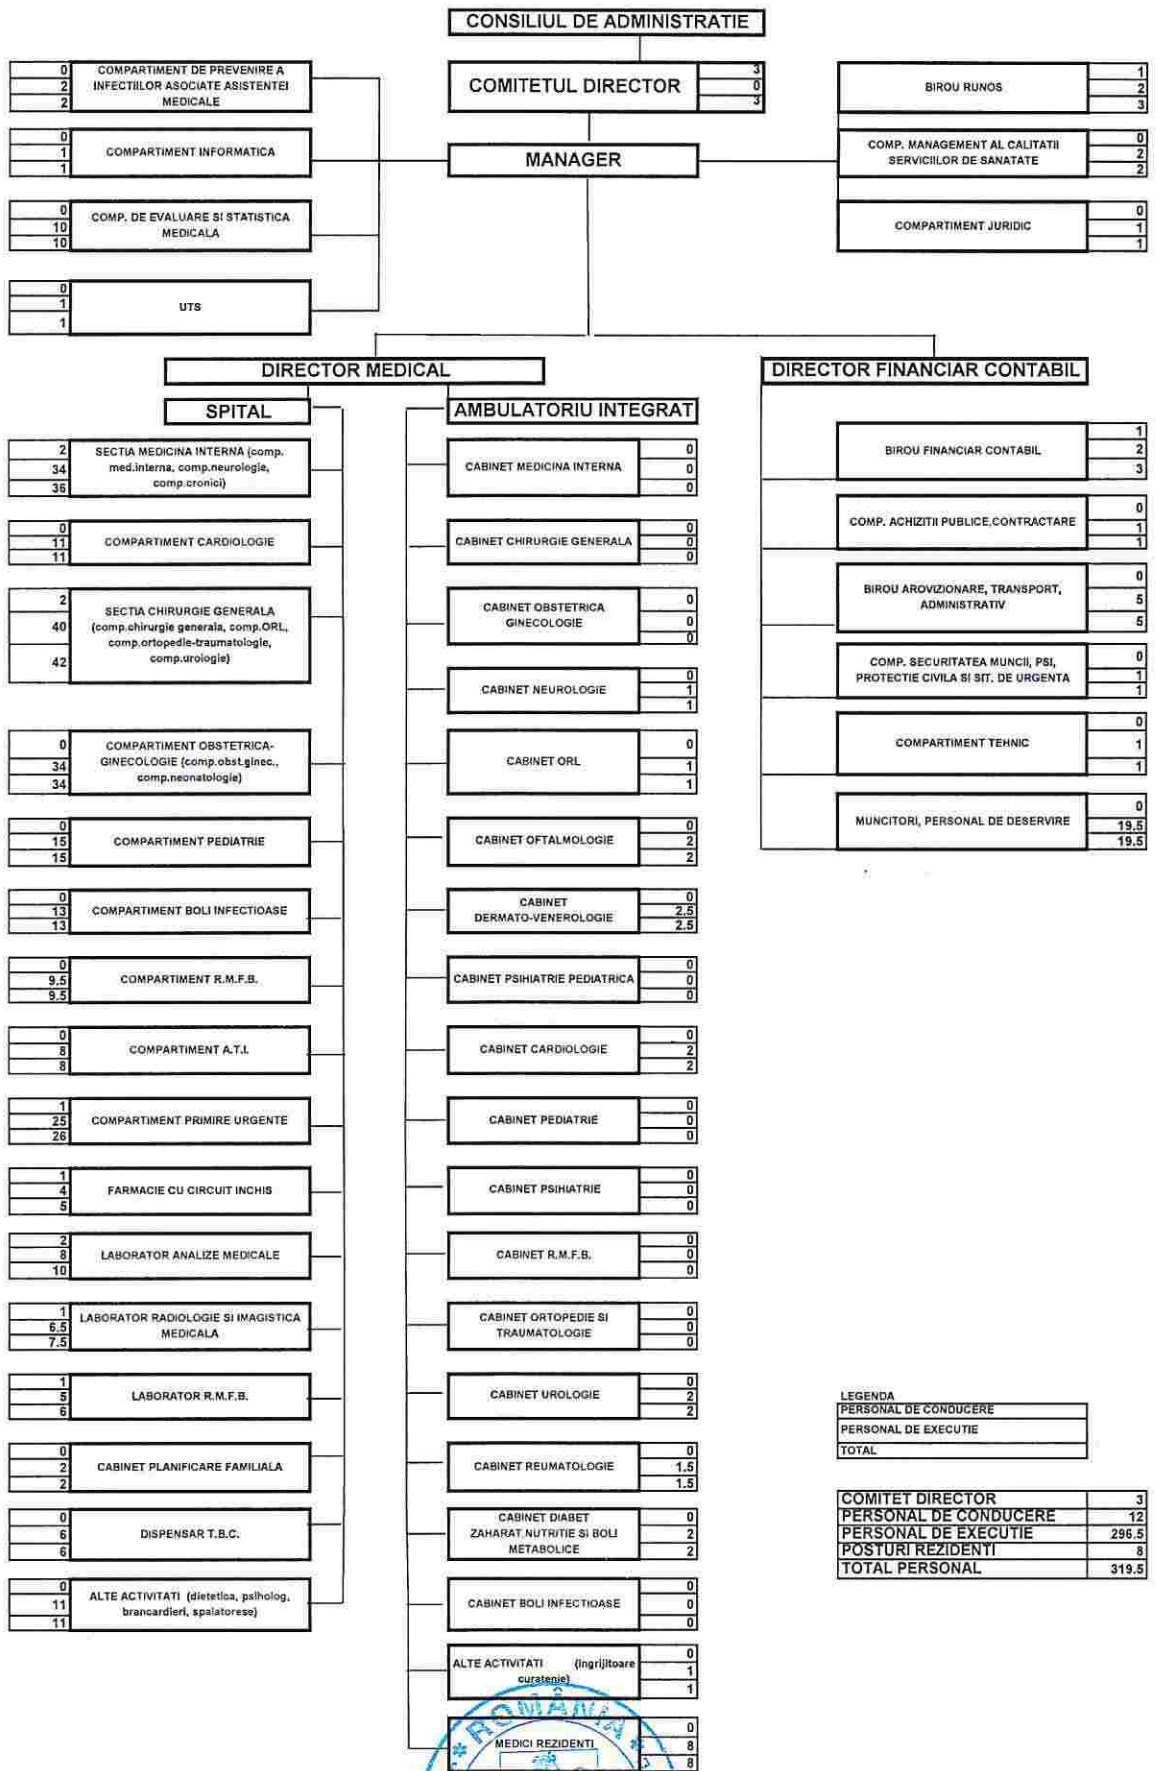 CONSILIUL DE ADMINISTRATIE
COMITETUL DIRECTOR
3
0
3
MANAGER
0
2
2
COMPARTIMENT DE PREVENIRE A
INFECTIILOR ASOCIATE ASISTENTEI
MEDICALE
0
1
1
COMPARTIMENT INFORMATICA
0
10
10
COMP. DE EVALUARE SI STATISTICA
MEDICALA
0
1
1
UTS
BIROU RUNOS
1
2
3
COMP. MANAGEMENT AL CALITATII
SERVICIILOR DE SANATATE
0
2
2
COMPARTIMENT JURIDIC
0
1
1
DIRECTOR MEDICAL
SPITAL
2
34
36
SECTIA MEDICINA INTERNA (comp.
med.interna, comp.neurologie,
comp.cronici)
0
11
11
COMPARTIMENT CARDIOLOGIE
2
40
42
SECTIA CHIRURGIE GENERALA
(comp.chirurgie generala, comp.ORL,
comp.ortopedie-traumatologie,
comp.urologie)
0
34
34
COMPARTIMENT OBSTETRICA-
GINECOLOGIE (comp.obst.ginec.,
comp.neonatologie)
0
15
15
COMPARTIMENT PEDIATRIE
0
13
13
COMPARTIMENT BOLI INFECTIOASE
0
9.5
9.5
COMPARTIMENT R.M.F.B.
0
8
8
COMPARTIMENT A.T.I.
1
25
26
COMPARTIMENT PRIMIRE URGENTE
1
4
5
FARMACIE CU CIRCUIT INCHIS
2
8
10
LABORATOR ANALIZE MEDICALE
1
6.5
7.5
LABORATOR RADIOLOGIE SI IMAGISTICA
MEDICALA
1
5
6
LABORATOR R.M.F.B.
0
2
2
CABINET PLANIFICARE FAMILIALA
0
6
6
DISPENSAR T.B.C.
0
11
11
ALTE ACTIVITATI (dietetica, psiholog,
brancardieri, spalatorese)
AMBULATORIU INTEGRAT
CABINET MEDICINA INTERNA
0
0
0
CABINET CHIRURGIE GENERALA
0
0
0
CABINET OBSTETRICA
GINECOLOGIE
0
0
0
CABINET NEUROLOGIE
0
1
1
CABINET ORL
0
1
1
CABINET OFTALMOLOGIE
0
2
2
CABINET
DERMATO-VENEROLOGIE
0
2.5
2.5
CABINET PSIHIATRIE PEDIATRICA
0
0
0
CABINET CARDIOLOGIE
0
2
2
CABINET PEDIATRIE
0
0
0
CABINET PSIHIATRIE
0
0
0
CABINET R.M.F.B.
0
0
0
CABINET ORTOPEDIE SI
TRAUMATOLOGIE
0
0
0
CABINET UROLOGIE
0
2
2
CABINET REUMATOLOGIE
0
1.5
1.5
CABINET DIABET
ZAHARAT,NUTRITIE SI BOLI
METABOLICE
0
2
2
CABINET BOLI INFECTIOASE
0
0
0
ALTE ACTIVITATI (ingrijitoare
curatenie)
0
1
1
MEDICI REZIDENTI
0
8
8
ROMÂNIA
DIRECTOR FINANCIAR CONTABIL
BIROU FINANCIAR CONTABIL
1
2
3
COMP. ACHIZITII PUBLICE,CONTRACTARE
0
1
1
BIROU AROVIZIONARE, TRANSPORT,
ADMINISTRATIV
0
5
5
COMP. SECURITATEA MUNCII, PSI,
PROTECTIE CIVILA SI SIT. DE URGENTA
0
1
1
COMPARTIMENT TEHNIC
0
1
1
MUNCITORI, PERSONAL DE DESERVIRE
0
19.5
19.5
LEGENDA
PERSONAL DE CONDUCERE
PERSONAL DE EXECUTIE
TOTAL
COMITET DIRECTOR 3
PERSONAL DE CONDUCERE 12
PERSONAL DE EXECUTIE 296.5
POSTURI REZIDENTI 8
TOTAL PERSONAL 319.5